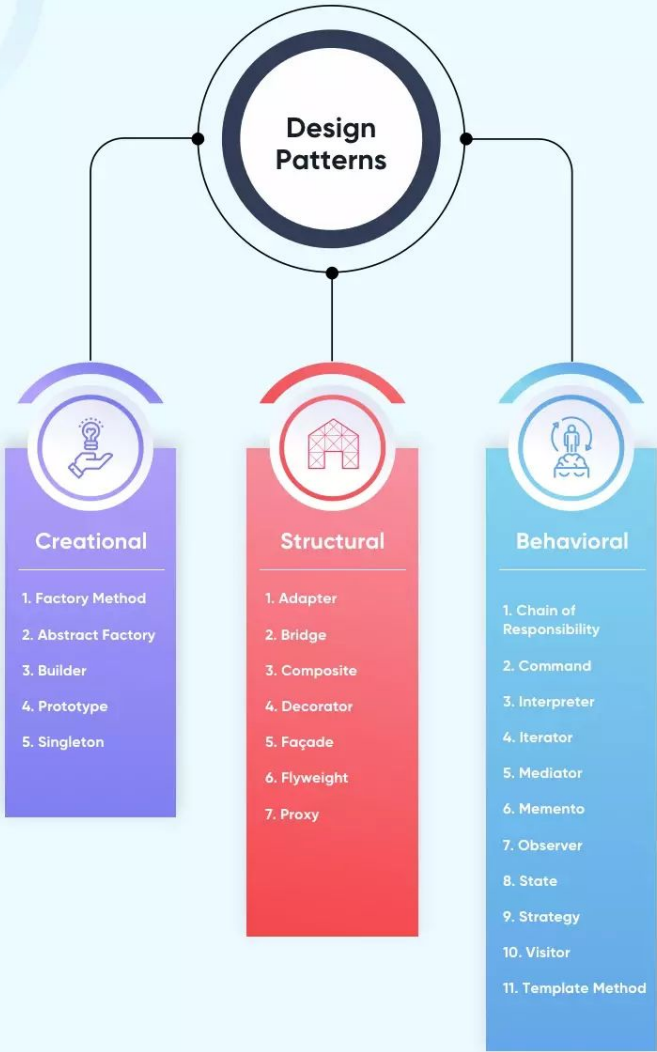 Design
Patterns
Creational
1. Factory Method
2. Abstract Factory
3. Builder
4. Prototype
5. Singleton
Structural
1. Adapter
2. Bridge
3. Composite
4. Decorator
5. Façade
6. Flyweight
7. Proxy
Behavioral
1. Chain of
Responsibility
2. Command
3. Interpreter
4. Iterator
5. Mediator
6. Memento
7. Observer
8. State
9. Strategy
10. Visitor
11. Template Method